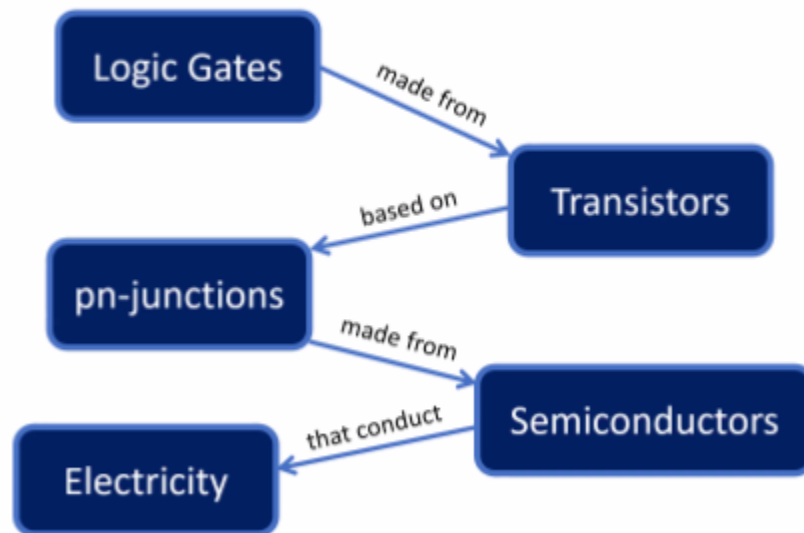 Logic Gates
made from
Transistors
based on
pn-junctions
made from
Semiconductors
that conduct
Electricity